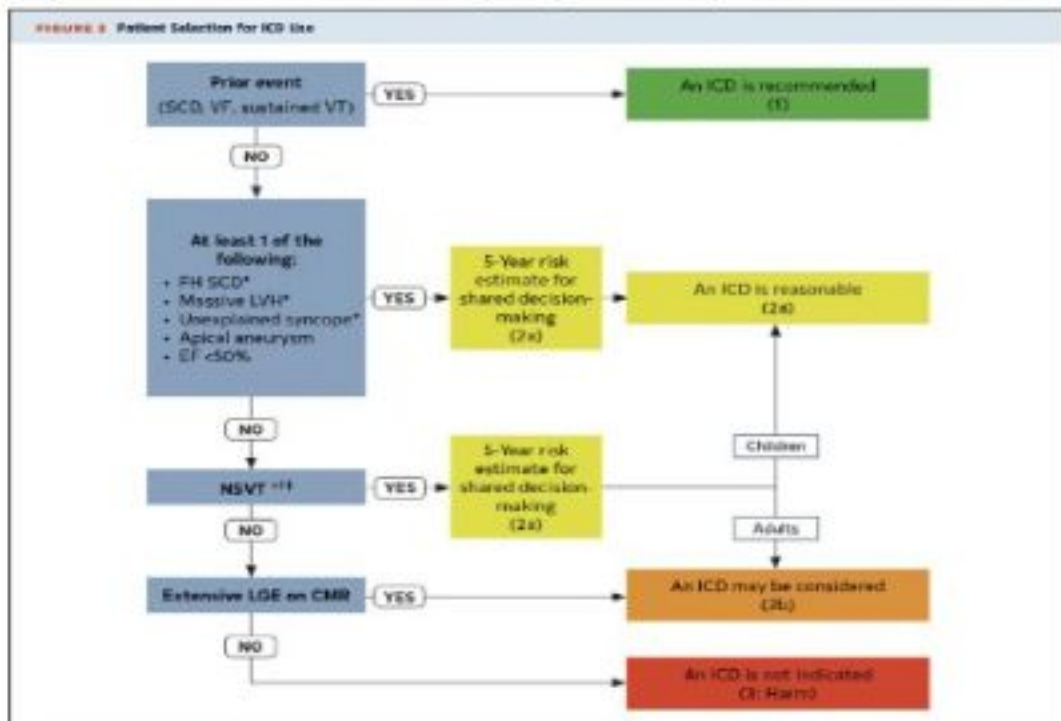 FIGURE 3 Patient Selection for ICD Use
Prior event
(SCD, VF, sustained VT)
YES
An ICD is recommended
(1)
NO
At least 1 of the
following:
• FH SCD*
• Massive LVH*
• Unexplained syncope*
• Apical aneurysm
• EF <50%
YES
5-Year risk
estimate for
shared decision-
making
(2a)
An ICD is reasonable
(2a)
NO
Children
NSVT
YES
5-Year risk
estimate for
shared decision-
making
(2a)
NO
Adults
Extensive LGE on CMR
YES
An ICD may be considered
(2b)
NO
An ICD is not indicated
(3: Harm)